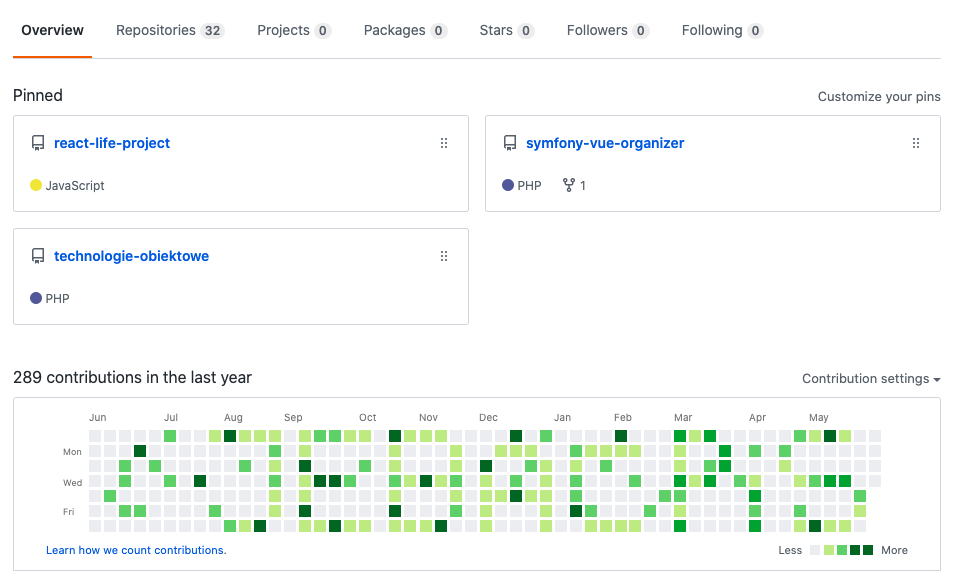 Overview Repositories 32 Projects 0 Packages 0 Stars 0 Followers 0 Following 0
Pinned Customize your pins
react-life-project
JavaScript
symfony-vue-organizer
PHP 1
technologie-obiektowe
PHP
289 contributions in the last year Contribution settings
Jun Jul Aug Sep Oct Nov Dec Jan Feb Mar Apr May
Mon
Wed
Fri
Learn how we count contributions. Less More